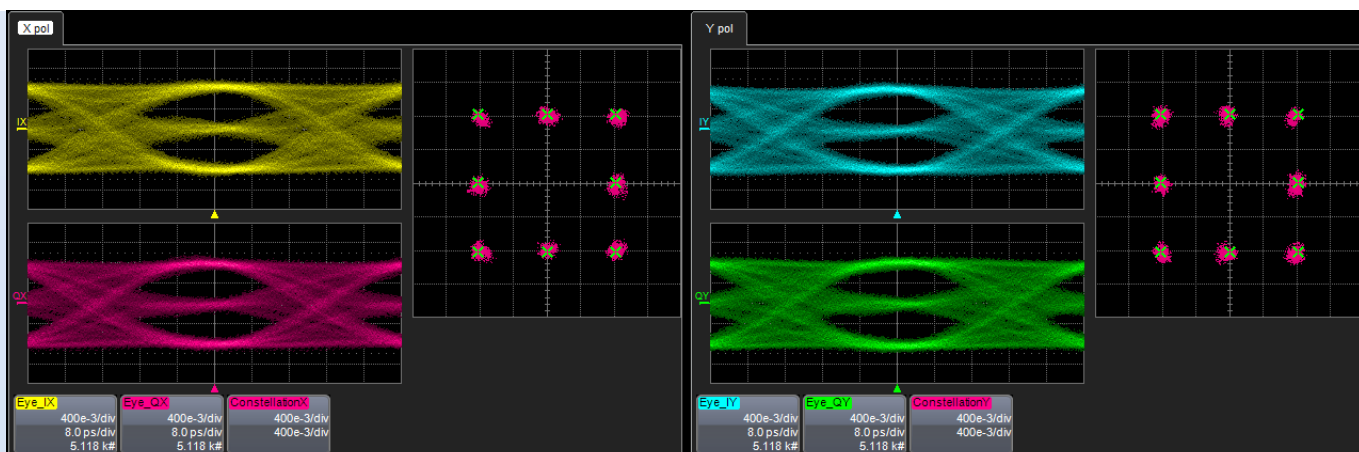 X pol
IX
QX
Eye_IX
400e-3/div
8.0 ps/div
5.118 k#
Eye_QX
400e-3/div
8.0 ps/div
5.118 k#
ConstellationX
400e-3/div
400e-3/div
Y pol
IY
QY
Eye_IY
400e-3/div
8.0 ps/div
5.118 k#
Eye_QY
400e-3/div
8.0 ps/div
5.118 k#
ConstellationY
400e-3/div
400e-3/div